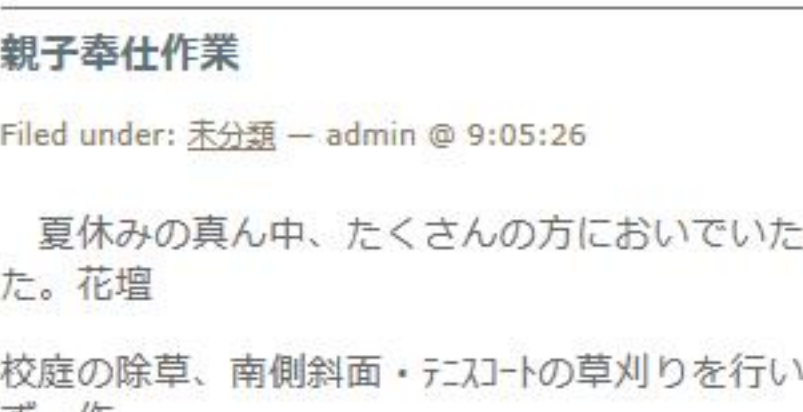 親子奉仕作業
Filed under: 未分類 — admin @ 9:05:26
夏休みの真ん中、たくさんの方においでいた
た。花壇
校庭の除草、南側斜面・ﾃﾆｽｺｰﾄの草刈りを行い